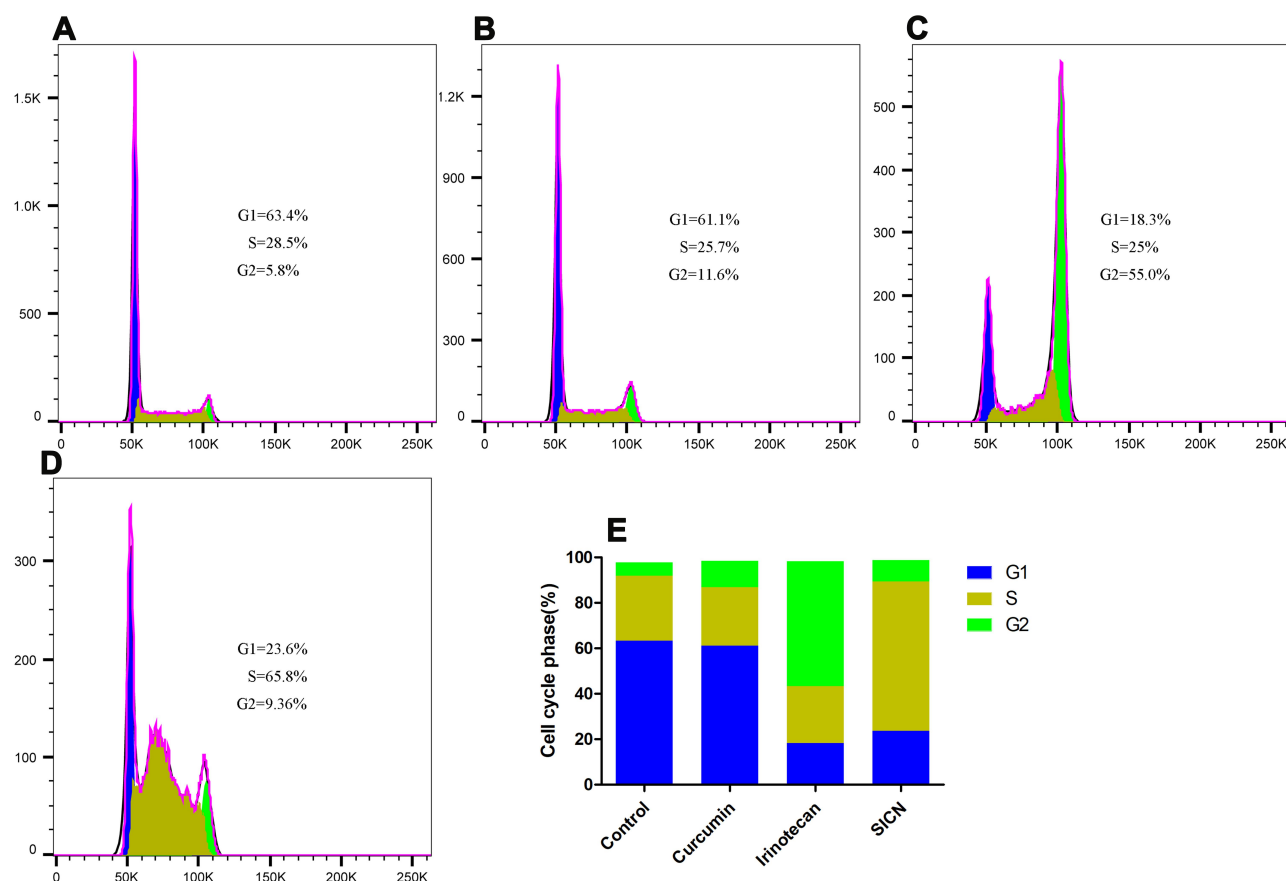 A
1.5K
1.0K
500
0
G1=63.4%
S=28.5%
G2=5.8%
0 50K 100K 150K 200K 250K
B
1.2K
900
600
300
0
G1=61.1%
S=25.7%
G2=11.6%
0 50K 100K 150K 200K 250K
C
500
400
300
200
100
0
G1=18.3%
S=25%
G2=55.0%
0 50K 100K 150K 200K 250K
D
300
200
100
0
G1=23.6%
S=65.8%
G2=9.36%
0 50K 100K 150K 200K 250K
E
Cell cycle phase(%)
100
80
60
40
20
0
Control Curcumin Irinotecan SICN
G1
S
G2